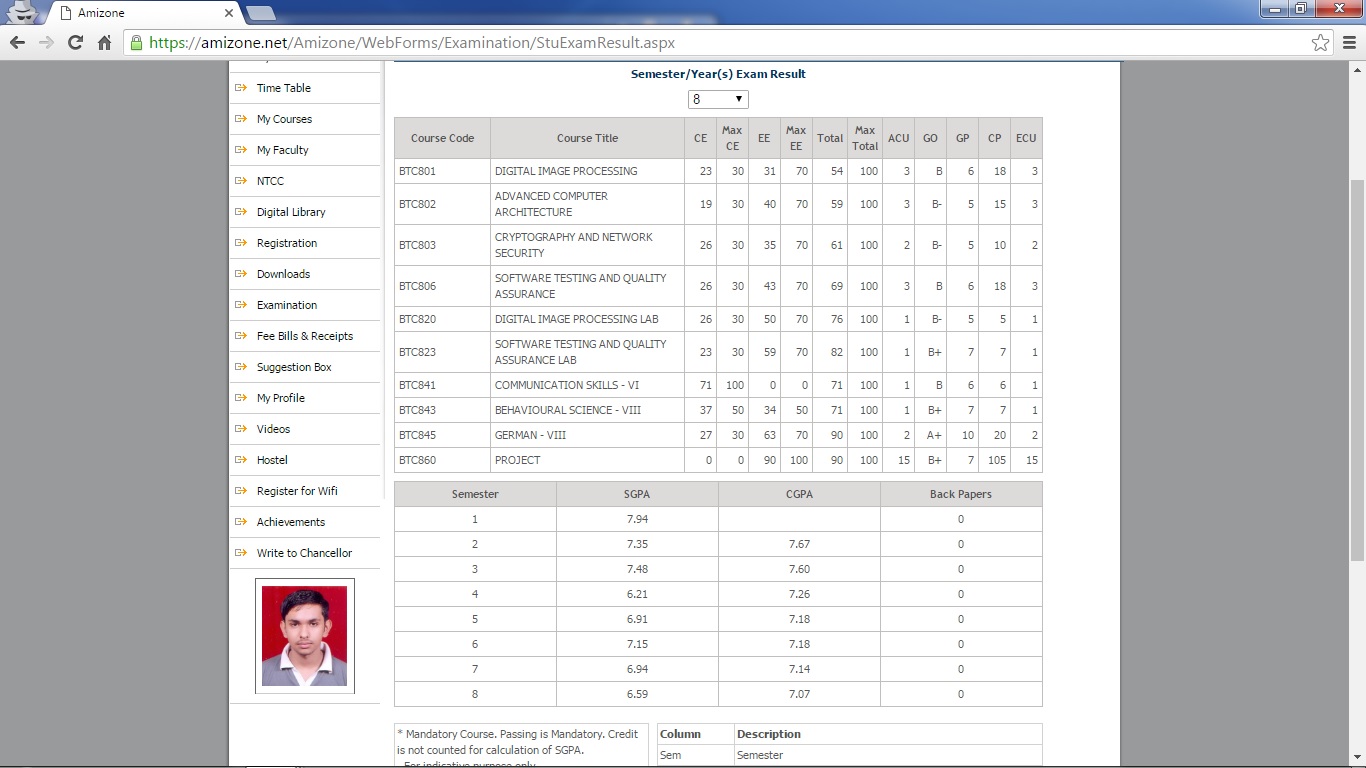 Amizone
https://amizone.net/Amizone/WebForms/Examination/StuExamResult.aspx
Time Table
My Courses
My Faculty
NTCC
Digital Library
Registration
Downloads
Examination
Fee Bills & Receipts
Suggestion Box
My Profile
Videos
Hostel
Register for Wifi
Achievements
Write to Chancellor
Semester/Year(s) Exam Result
8
Course Code Course Title CE Max CE EE Max EE Total Max Total ACU GO GP CP ECU
BTC801 DIGITAL IMAGE PROCESSING 23 30 31 70 54 100 3 B 6 18 3
BTC802 ADVANCED COMPUTER ARCHITECTURE 19 30 40 70 59 100 3 B- 5 15 3
BTC803 CRYPTOGRAPHY AND NETWORK SECURITY 26 30 35 70 61 100 2 B- 5 10 2
BTC806 SOFTWARE TESTING AND QUALITY ASSURANCE 26 30 43 70 69 100 3 B 6 18 3
BTC820 DIGITAL IMAGE PROCESSING LAB 26 30 50 70 76 100 1 B- 5 5 1
BTC823 SOFTWARE TESTING AND QUALITY ASSURANCE LAB 23 30 59 70 82 100 1 B+ 7 7 1
BTC841 COMMUNICATION SKILLS - VI 71 100 0 0 71 100 1 B 6 6 1
BTC843 BEHAVIOURAL SCIENCE - VIII 37 50 34 50 71 100 1 B+ 7 7 1
BTC845 GERMAN - VIII 27 30 63 70 90 100 2 A+ 10 20 2
BTC860 PROJECT 0 0 90 100 90 100 15 B+ 7 105 15
Semester SGPA CGPA Back Papers
1 7.94 0
2 7.35 7.67 0
3 7.48 7.60 0
4 6.21 7.26 0
5 6.91 7.18 0
6 7.15 7.18 0
7 6.94 7.14 0
8 6.59 7.07 0
* Mandatory Course. Passing is Mandatory. Credit
is not counted for calculation of SGPA.
For indicative purpose only
Column Description
Sem Semester